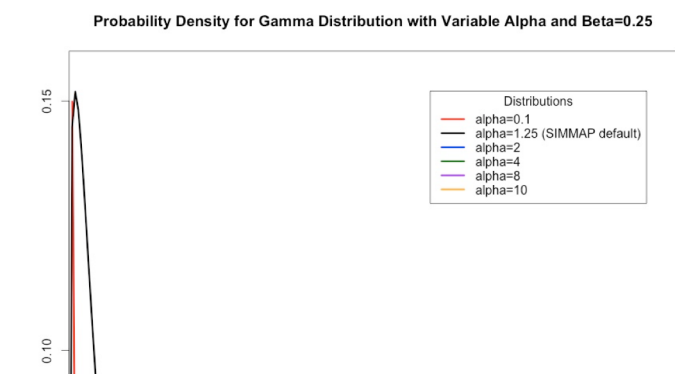 Probability Density for Gamma Distribution with Variable Alpha and Beta=0.25
0.15
Distributions
alpha=0.1
alpha=1.25 (SIMMAP default)
alpha=2
alpha=4
alpha=8
alpha=10
0.10